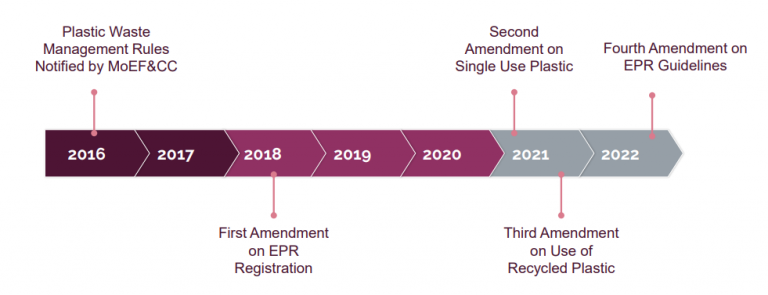 Plastic Waste
Management Rules
Notified by MoEF&CC
Second
Amendment on
Single Use Plastic
Fourth Amendment on
EPR Guidelines
2016
2017
2018
2019
2020
2021
2022
First Amendment
on EPR
Registration
Third Amendment
on Use of
Recycled Plastic